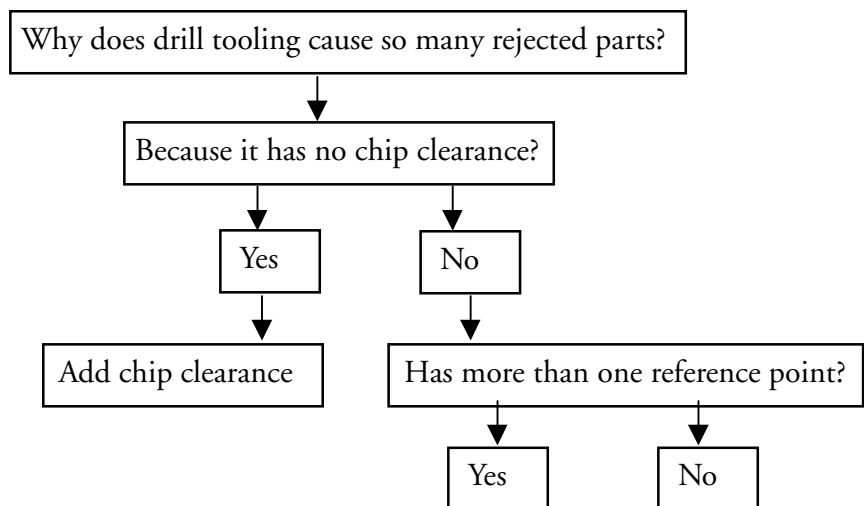 Why does drill tooling cause so many rejected parts?
Because it has no chip clearance?
Yes
No
Add chip clearance
Has more than one reference point?
Yes
No